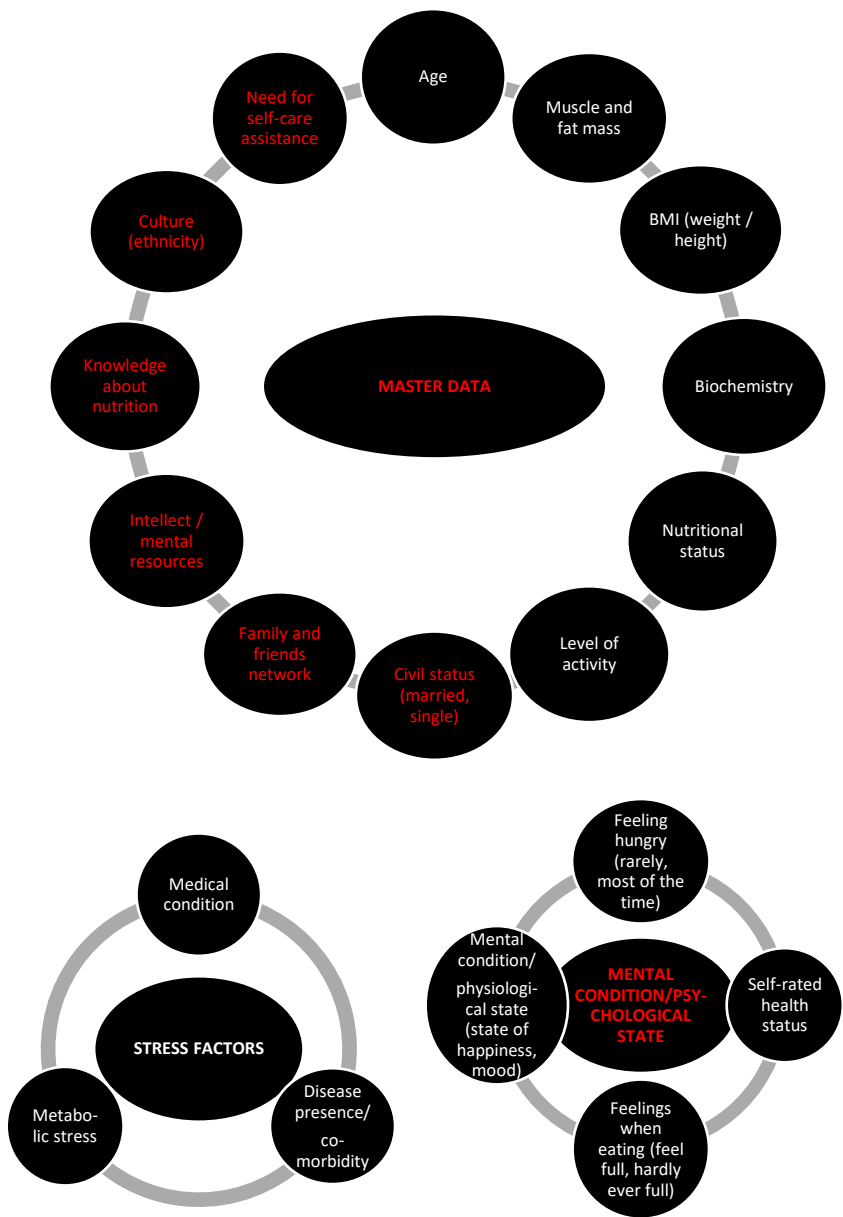 Age
Muscle and
fat mass
BMI (weight /
height)
Biochemistry
Nutritional
status
Level of
activity
Civil status
(married,
single)
Family and
friends
network
Intellect /
mental
resources
Knowledge
about
nutrition
Culture
(ethnicity)
Need for
self-care
assistance
MASTER DATA
Medical
condition
Disease
presence/
co-
morbidity
Metabo-
lic stress
STRESS FACTORS
Feeling
hungry
(rarely,
most of the
time)
Self-rated
health
status
Feelings
when
eating (feel
full, hardly
ever full)
Mental
condition/
physiologi-
cal state
(state of
happiness,
mood)
MENTAL
CONDITION/PSY-
CHOLOGICAL
STATE